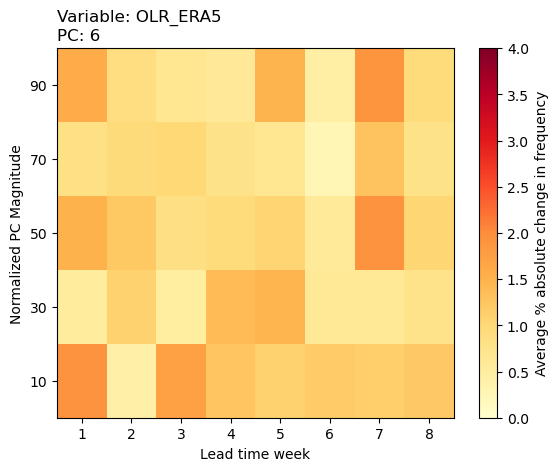 Variable: OLR_ERA5
PC: 6
Normalized PC Magnitude
90
70
50
30
10
1 2 3 4 5 6 7 8
Lead time week
4.0
3.5
3.0
2.5
2.0
1.5
1.0
0.5
0.0
Average % absolute change in frequency